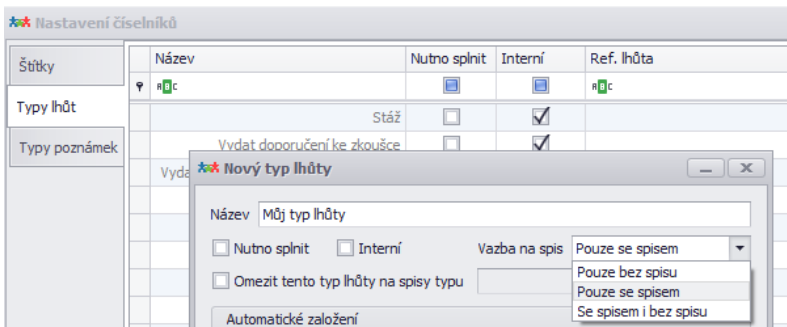 Nastavení číselníků
Štítky
Typy lhůt
Typy poznámek
Název Nutno splnit Interní Ref. lhůta
ABC ABC
Stáž
Vydat doporučení ke zkoušce
Vyda
Nový typ lhůty
Název Můj typ lhůty
Nutno splnit Interní Vazba na spis Pouze se spisem
Omezit tento typ lhůty na spisy typu
Pouze bez spisu
Pouze se spisem
Se spisem i bez spisu
Automatické založení